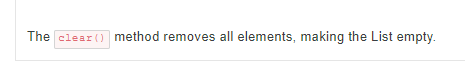 The clear() method removes all elements, making the List empty.